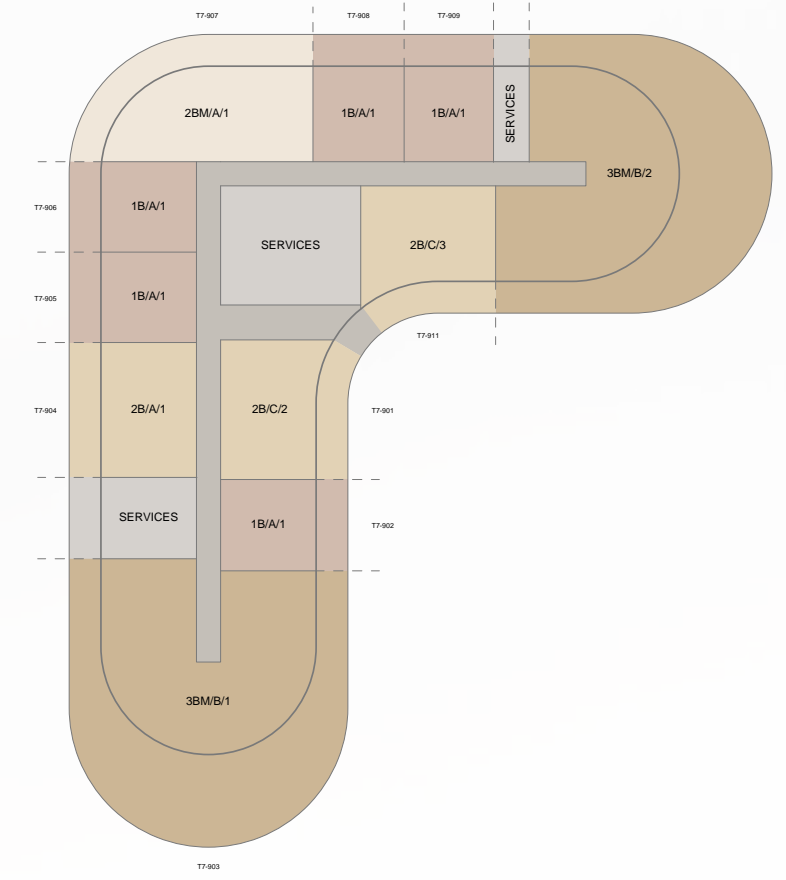 T7-907
T7-908
T7-909
2BM/A/1
1B/A/1
1B/A/1
SERVICES
3BM/B/2
T7-906
1B/A/1
SERVICES
2B/C/3
T7-905
1B/A/1
T7-911
T7-904
2B/A/1
2B/C/2
T7-901
SERVICES
1B/A/1
T7-902
3BM/B/1
T7-903